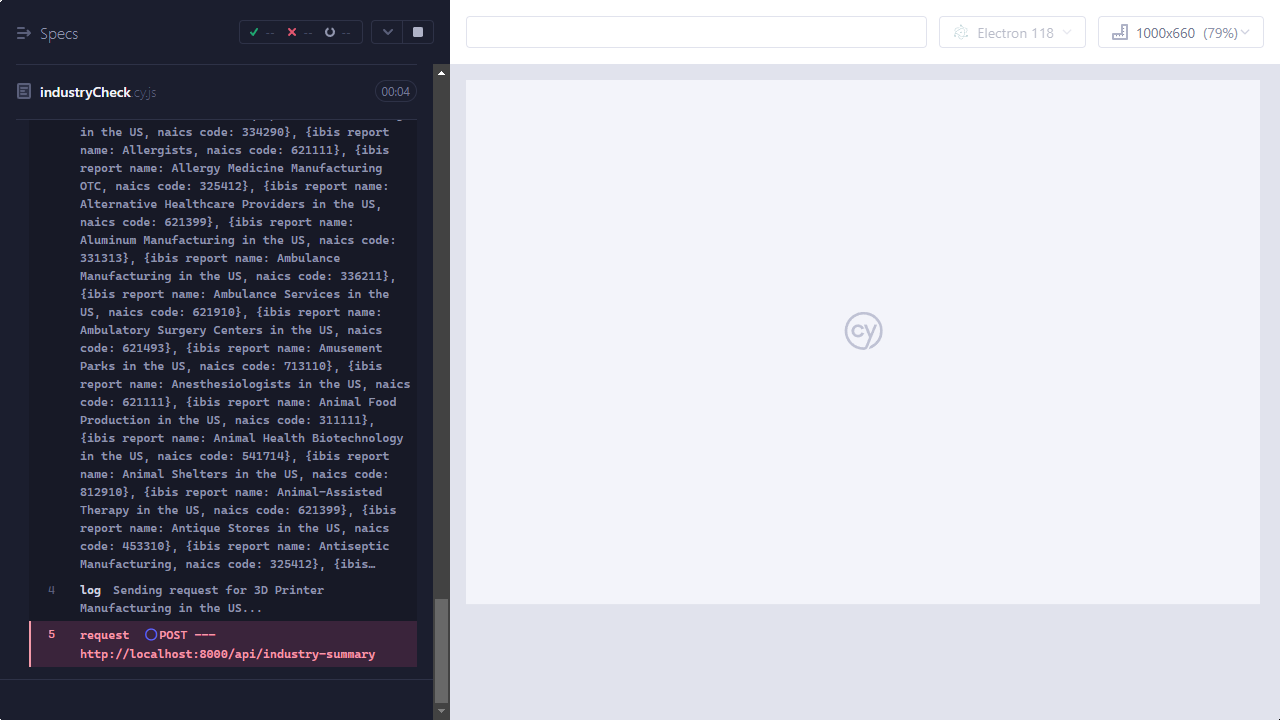 Specs
-- -- --
Electron 118
1000x660 (79%)
industryCheck.cy.js
00:04
in the US, naics code: 334290}, {ibis report
name: Allergists, naics code: 621111}, {ibis
report name: Allergy Medicine Manufacturing
OTC, naics code: 325412}, {ibis report name:
Alternative Healthcare Providers in the US,
naics code: 621399}, {ibis report name:
Aluminum Manufacturing in the US, naics code:
331313}, {ibis report name: Ambulance
Manufacturing in the US, naics code: 336211},
{ibis report name: Ambulance Services in the
US, naics code: 621910}, {ibis report name:
Ambulatory Surgery Centers in the US, naics
code: 621493}, {ibis report name: Amusement
Parks in the US, naics code: 713110}, {ibis
report name: Anesthesiologists in the US, naics
code: 621111}, {ibis report name: Animal Food
Production in the US, naics code: 311111},
{ibis report name: Animal Health Biotechnology
in the US, naics code: 541714}, {ibis report
name: Animal Shelters in the US, naics code:
812910}, {ibis report name: Animal-Assisted
Therapy in the US, naics code: 621399}, {ibis
report name: Antique Stores in the US, naics
code: 453310}, {ibis report name: Antiseptic
Manufacturing, naics code: 325412}, {ibis…
4 log Sending request for 3D Printer
Manufacturing in the US...
5 request POST ---
http://localhost:8000/api/industry-summary
cy